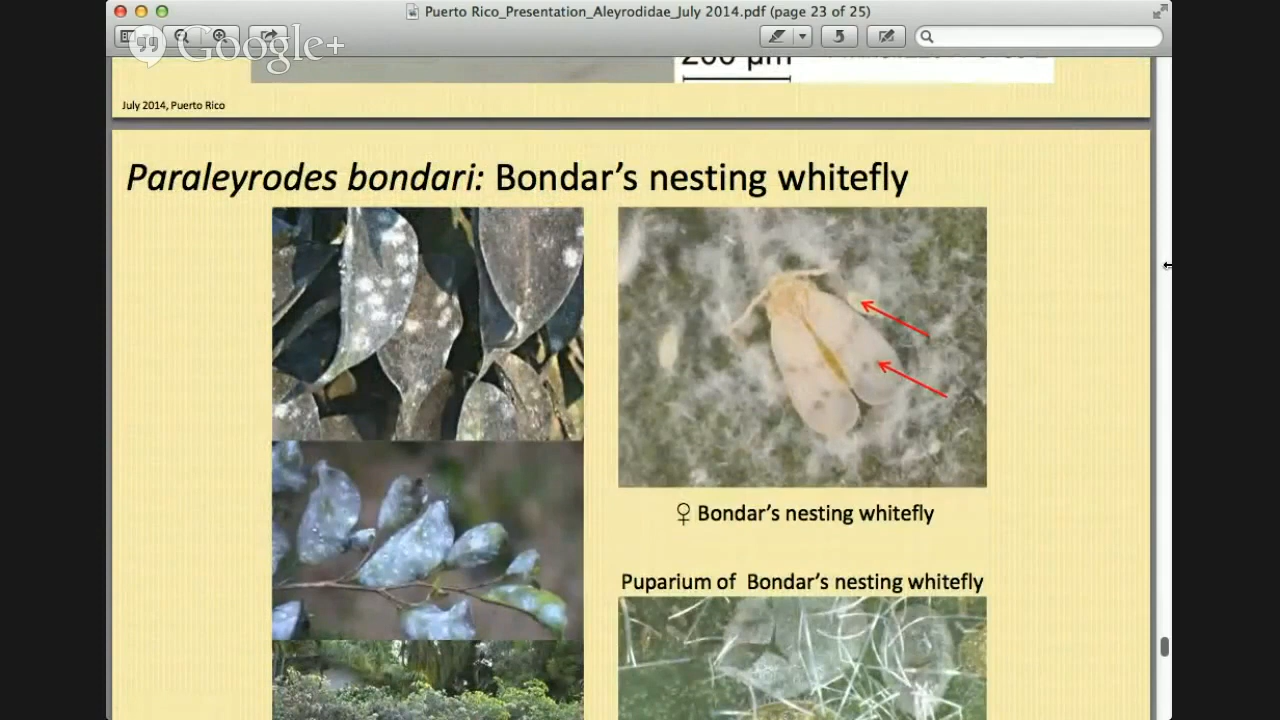 Puerto Rico_Presentation_Aleyrodidae_July 2014.pdf (page 23 of 25)
Google+
200 µm
July 2014, Puerto Rico
Paraleyrodes bondari: Bondar's nesting whitefly
♀ Bondar's nesting whitefly
Puparium of Bondar's nesting whitefly